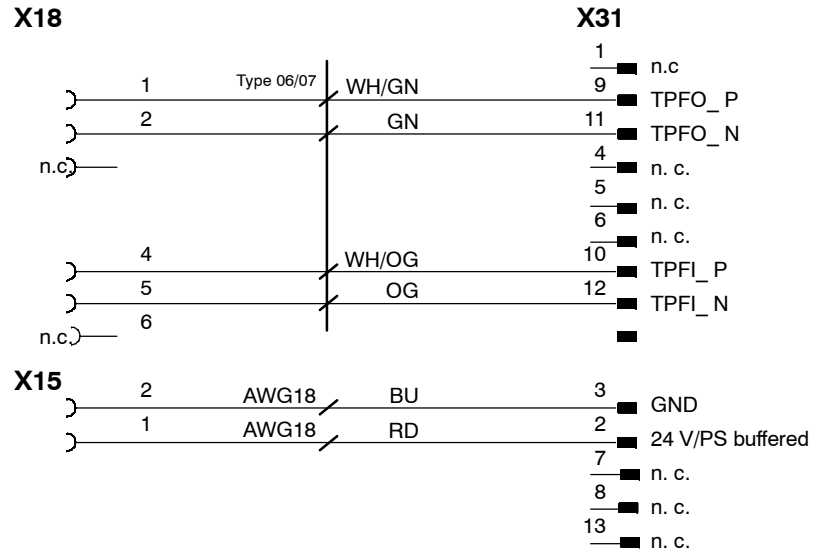 X18 X31
1 n.c
1 Type 06/07 WH/GN 9 TPFO_ P
2 GN 11 TPFO_ N
n.c. 4 n. c.
5 n. c.
6 n. c.
4 WH/OG 10 TPFI_ P
5 OG 12 TPFI_ N
n.c. 6
X15
2 AWG18 BU 3 GND
1 AWG18 RD 2 24 V/PS buffered
7 n. c.
8 n. c.
13 n. c.